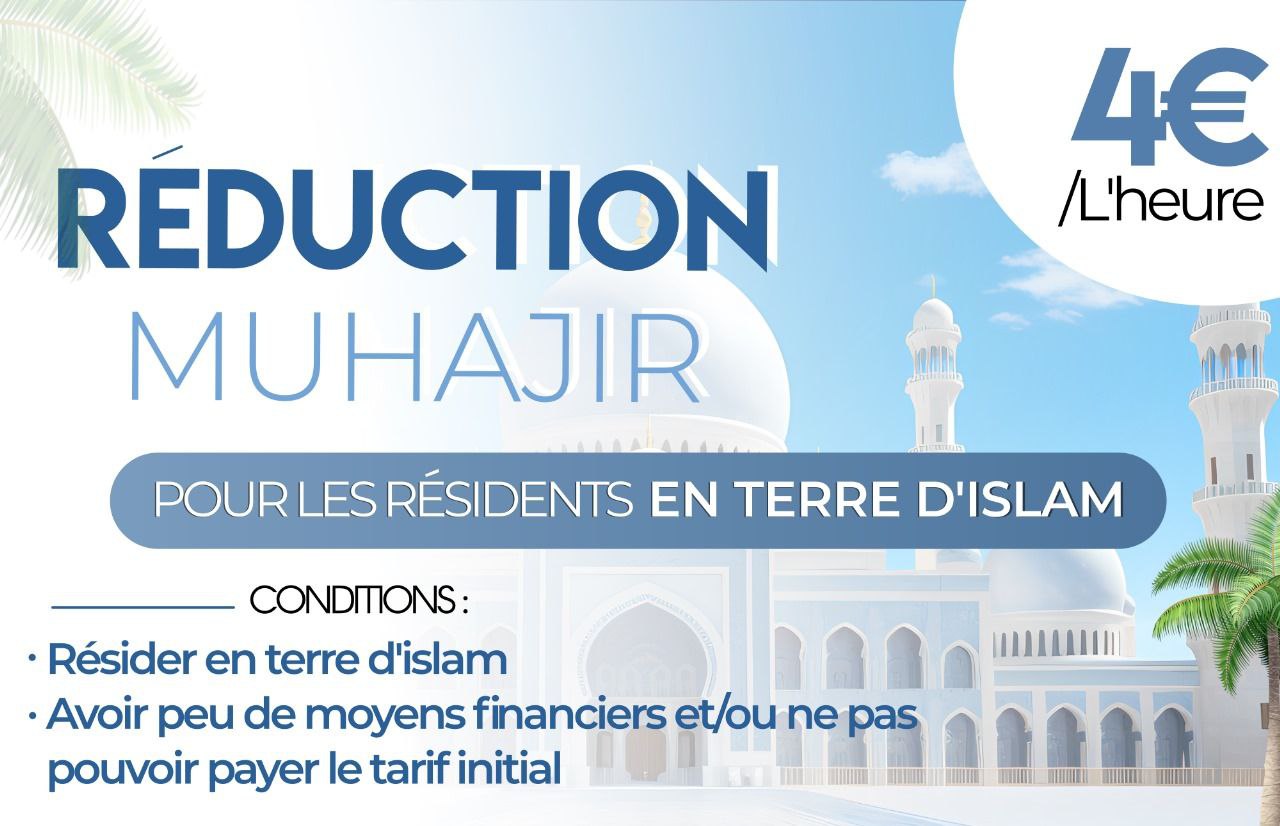 4€
/L'heure
RÉDUCTION
MUHAJIR
POUR LES RÉSIDENTS EN TERRE D'ISLAM
CONDITIONS :
· Résider en terre d'islam
· Avoir peu de moyens financiers et/ou ne pas
pouvoir payer le tarif initial